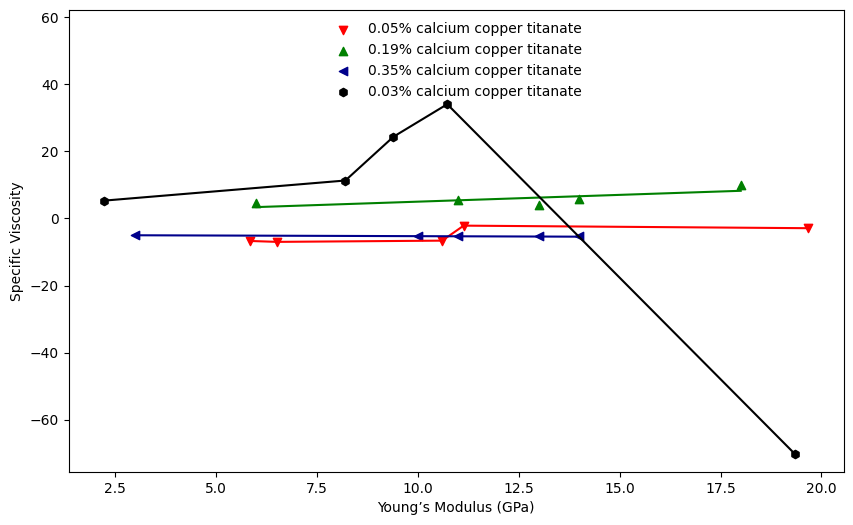 60
40
20
0
−20
−40
−60
Specific Viscosity
0.05% calcium copper titanate
0.19% calcium copper titanate
0.35% calcium copper titanate
0.03% calcium copper titanate
2.5 5.0 7.5 10.0 12.5 15.0 17.5 20.0
Young’s Modulus (GPa)